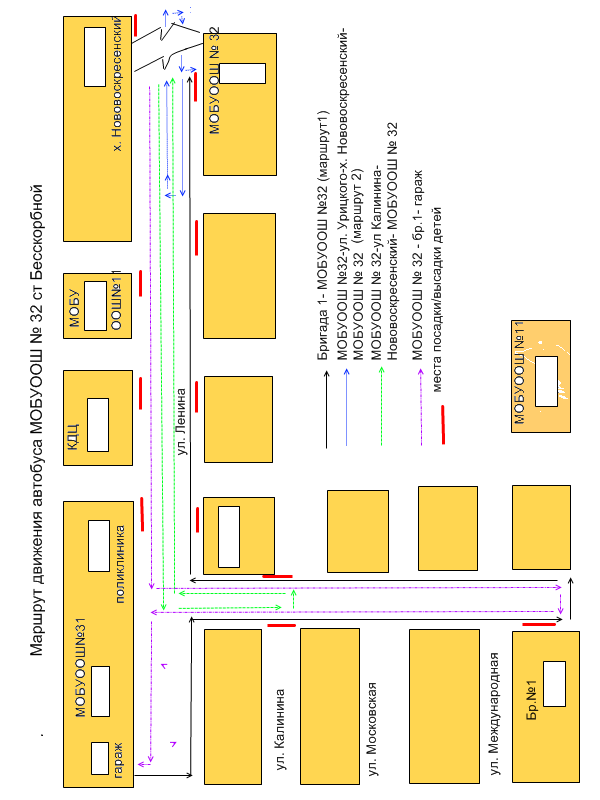 Маршрут движения автобуса МОБУООШ № 32 ст Бесскорбной
гараж
МОБУООШ№31
поликлиника
КДЦ
МОБУ
ООШ№11
х. Нововоскресенский
МОБУООШ № 32
ул. Ленина
ул. Калинина
ул. Московская
ул. Международная
Бр.№1
МОБУООШ №11
Бригада 1- МОБУООШ №32 (маршрут1)
МОБУООШ №32-ул. Урицкого-х. Нововоскресенский-
МОБУООШ № 32 (маршрут 2)
МОБУООШ № 32-ул Калинина-
Нововоскресенский- МОБУООШ № 32
МОБУООШ № 32 - бр.1- гараж
места посадки/высадки детей